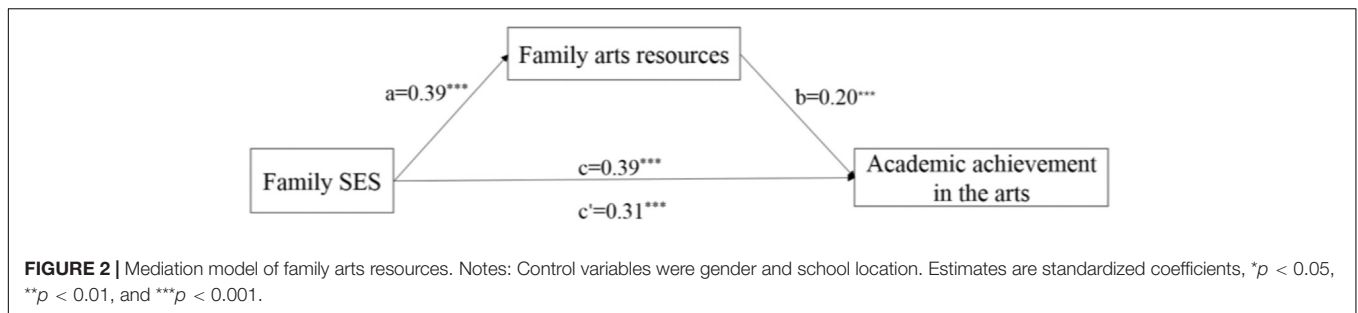 Family arts resources
a=0.39***
b=0.20***
Family SES
c=0.39***
c'=0.31***
Academic achievement
in the arts
FIGURE 2 | Mediation model of family arts resources. Notes: Control variables were gender and school location. Estimates are standardized coefficients, *p < 0.05,
**p < 0.01, and ***p < 0.001.